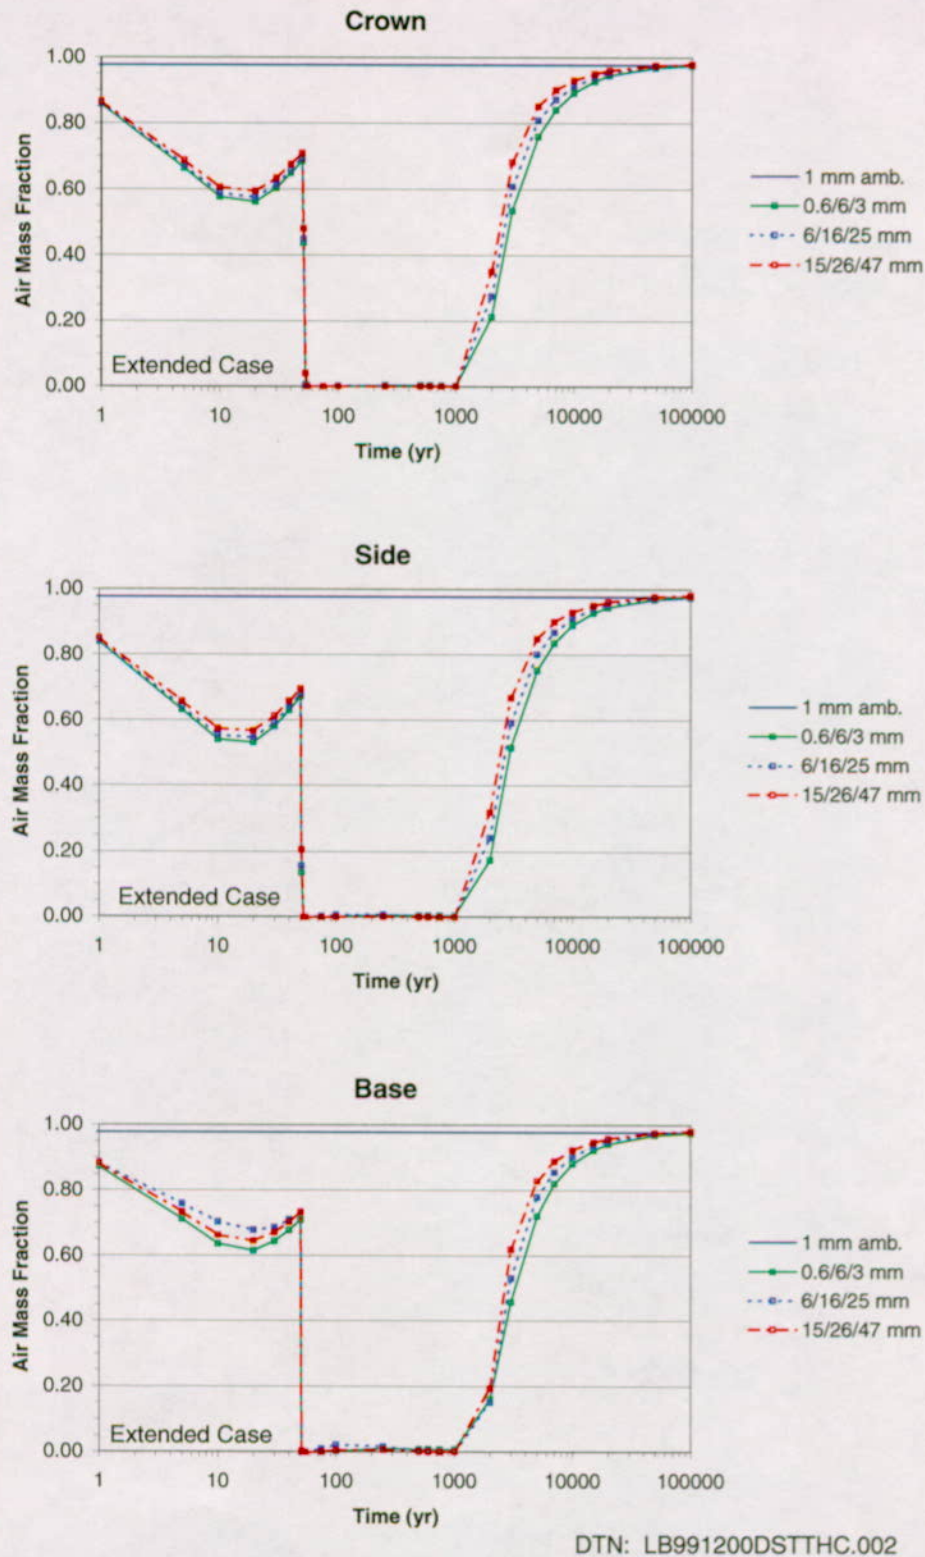 Crown
1.00
0.80
0.60
0.40
0.20
0.00
Air Mass Fraction
Extended Case
1 10 100 1000 10000 100000
Time (yr)
1 mm amb.
0.6/6/3 mm
6/16/25 mm
15/26/47 mm
Side
1.00
0.80
0.60
0.40
0.20
0.00
Air Mass Fraction
Extended Case
1 10 100 1000 10000 100000
Time (yr)
1 mm amb.
0.6/6/3 mm
6/16/25 mm
15/26/47 mm
Base
1.00
0.80
0.60
0.40
0.20
0.00
Air Mass Fraction
Extended Case
1 10 100 1000 10000 100000
Time (yr)
1 mm amb.
0.6/6/3 mm
6/16/25 mm
15/26/47 mm
DTN: LB991200DSTTHC.002